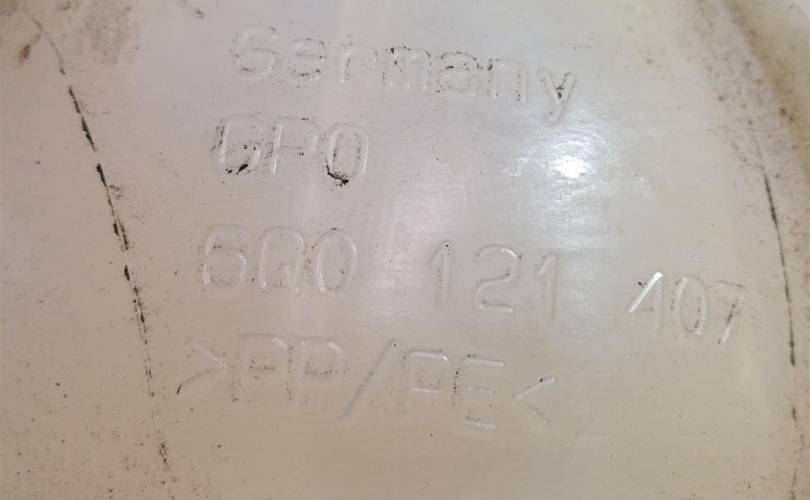 Germany
GPO
6Q0 121 407
>PP/PE<